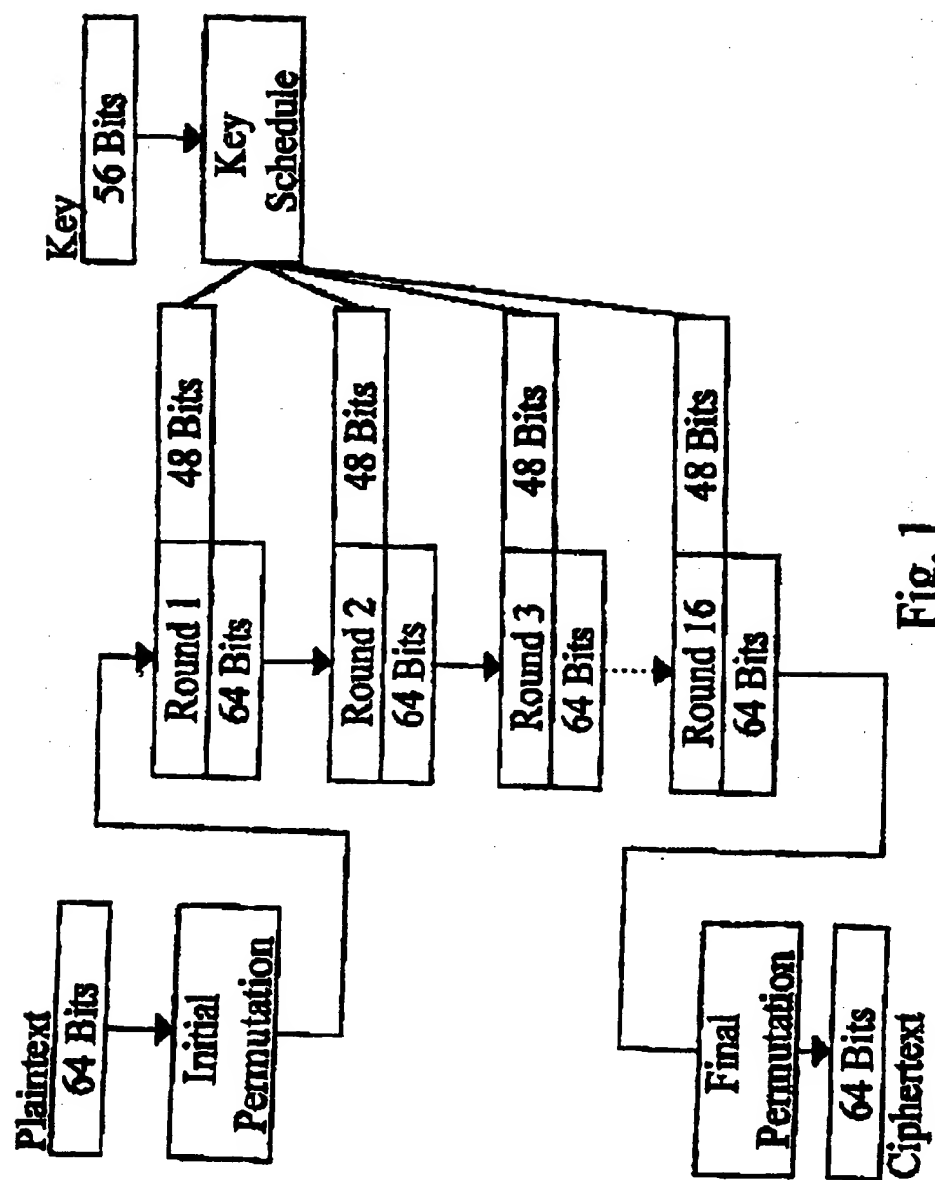 Plaintext
64 Bits
Initial
Permutation
Round 1
64 Bits
48 Bits
Round 2
64 Bits
48 Bits
Round 3
64 Bits
48 Bits
Round 16
64 Bits
48 Bits
Key
56 Bits
Key
Schedule
Final
Permutation
64 Bits
Ciphertext
Fig. 1